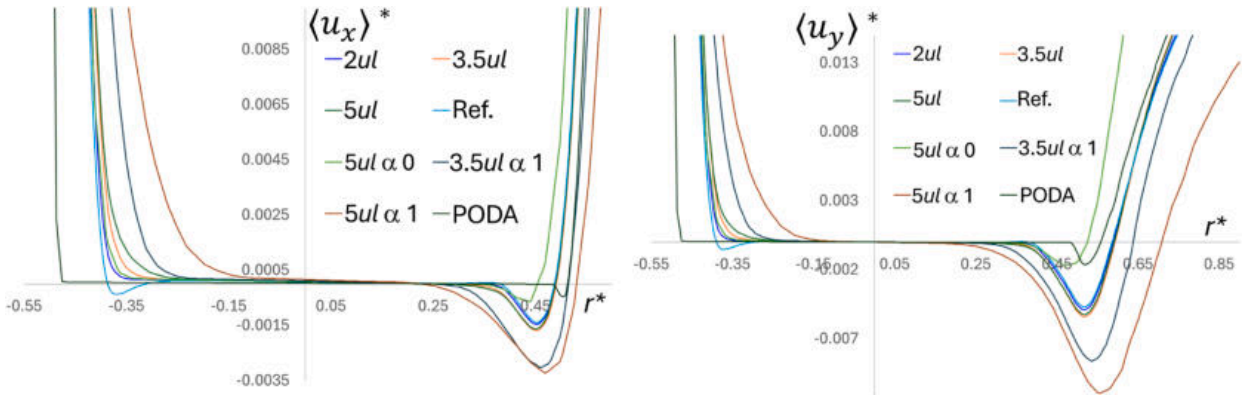 ⟨u_x⟩*
0.0085
0.0065
0.0045
0.0025
0.0005
-0.0015
-0.0035
2ul
3.5ul
5ul
Ref.
5ul α 0
3.5ul α 1
5ul α 1
PODA
-0.55
-0.35
-0.15
0.05
0.25
0.45
r*
⟨u_y⟩*
0.013
0.008
0.003
-0.002
-0.007
2ul
3.5ul
5ul
Ref.
5ul α 0
3.5ul α 1
5ul α 1
PODA
r*
-0.55
-0.35
-0.15
0.05
0.25
0.45
0.65
0.85